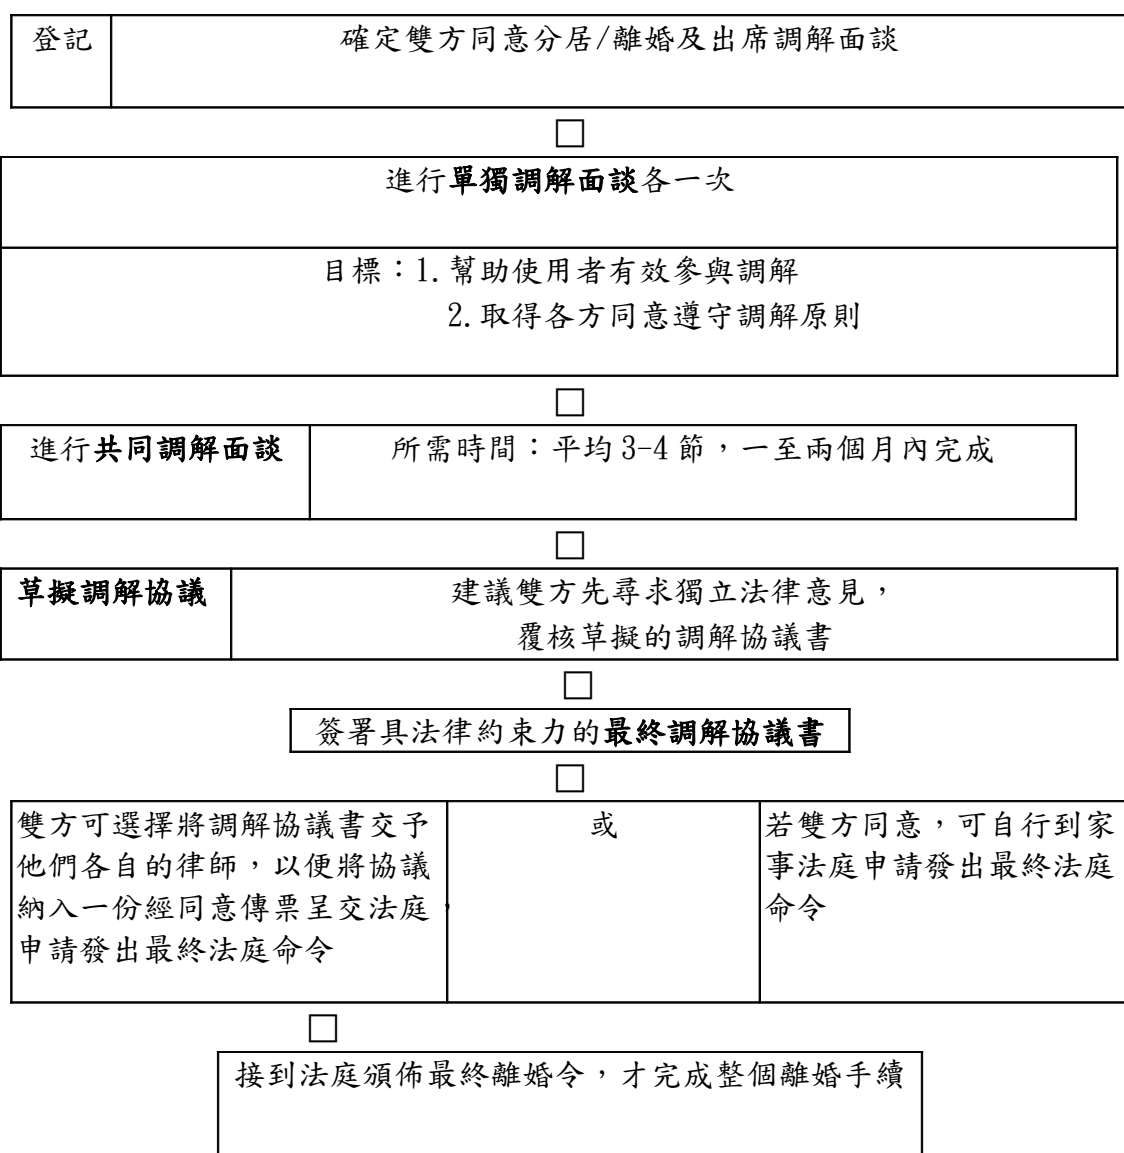 登記
確定雙方同意分居/離婚及出席調解面談
□
進行單獨調解面談各一次
目標：1.幫助使用者有效參與調解
2.取得各方同意遵守調解原則
□
進行共同調解面談
所需時間：平均3-4節，一至兩個月內完成
□
草擬調解協議
建議雙方先尋求獨立法律意見，
覆核草擬的調解協議書
□
簽署具法律約束力的最終調解協議書
□
雙方可選擇將調解協議書交予
他們各自的律師，以便將協議
納入一份經同意傳票呈交法庭，
申請發出最終法庭命令
或
若雙方同意，可自行到家
事法庭申請發出最終法庭
命令
□
接到法庭頒佈最終離婚令，才完成整個離婚手續